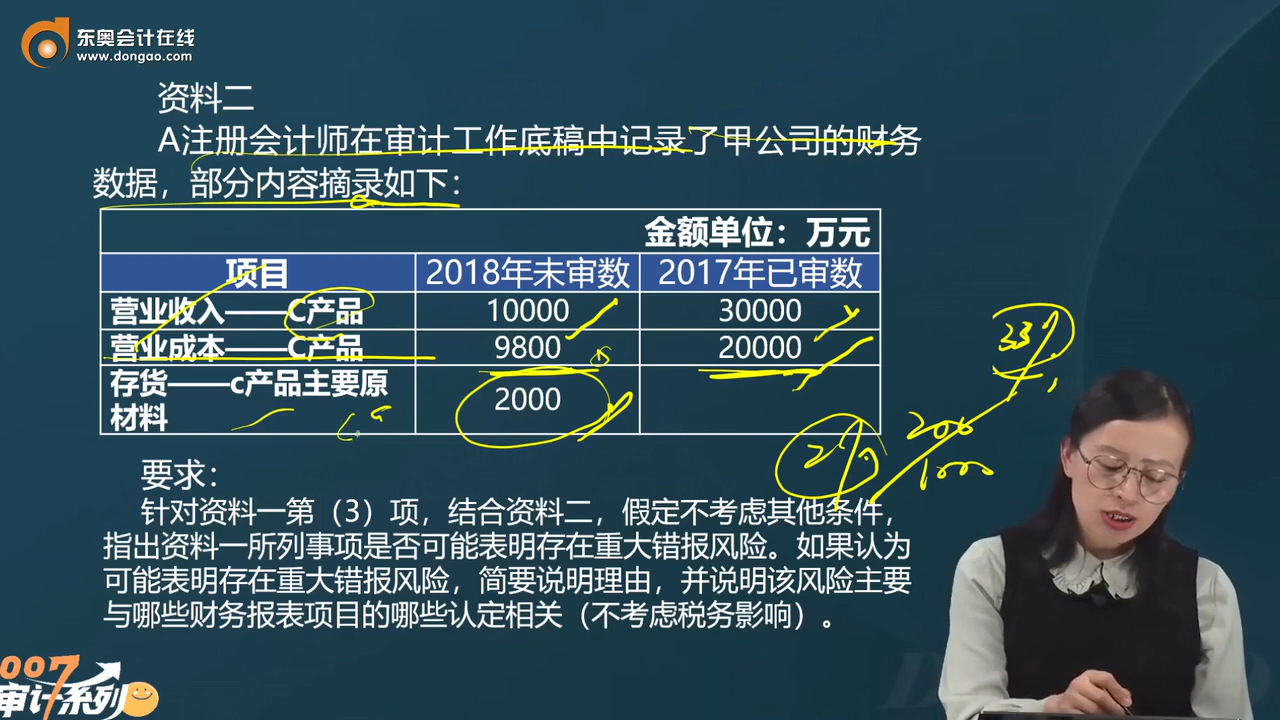 东奥会计在线
www.dongao.com
资料二
A注册会计师在审计工作底稿中记录了甲公司的财务
数据，部分内容摘录如下：
金额单位：万元
项目 2018年未审数 2017年已审数
营业收入——C产品 10000 30000
营业成本——C产品 9800 20000
存货——c产品主要原
材料 2000
33%
2%
200
1000
要求：
针对资料一第（3）项，结合资料二，假定不考虑其他条件，
指出资料一所列事项是否可能表明存在重大错报风险。如果认为
可能表明存在重大错报风险，简要说明理由，并说明该风险主要
与哪些财务报表项目的哪些认定相关（不考虑税务影响）。
007
审计系列